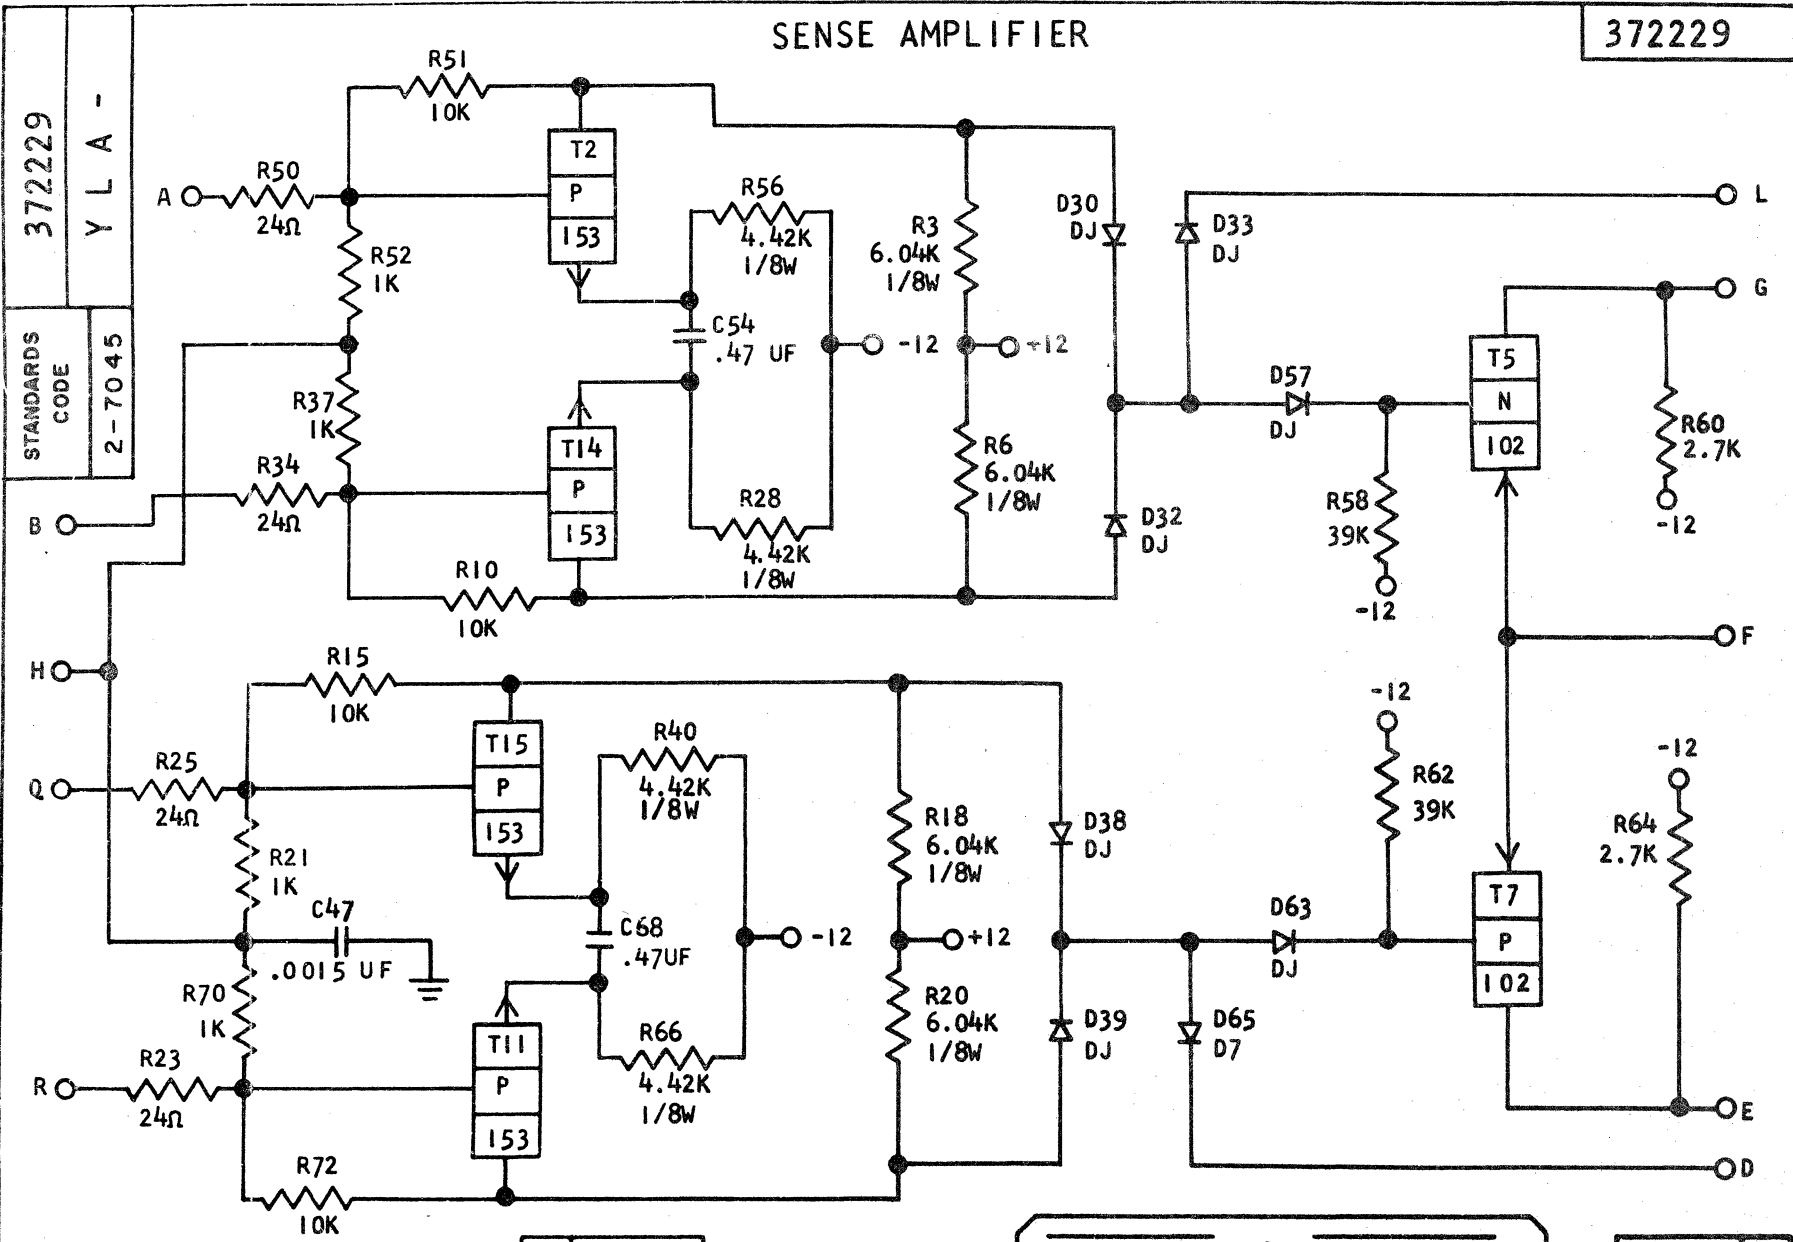 SENSE AMPLIFIER
372229
372229
YLA-
STANDARDS
CODE
2-7045
R51
10K
T2
P
153
A
R50
24Ω
R52
1K
R56
4.42K
1/8W
R3
6.04K
1/8W
D30
DJ
D33
DJ
L
G
C54
.47 UF
-12
+12
T5
N
102
D57
DJ
R60
2.7K
-12
R37
1K
R34
24Ω
B
T14
P
153
R28
4.42K
1/8W
R6
6.04K
1/8W
D32
DJ
R58
39K
-12
R10
10K
H
F
R15
10K
T15
P
153
Q
R25
24Ω
R21
1K
R40
4.42K
1/8W
R18
6.04K
1/8W
D38
DJ
-12
R62
39K
-12
R64
2.7K
T7
P
102
C47
.0015 UF
C68
.47UF
-12
+12
D63
DJ
R70
1K
R23
24Ω
R
T11
P
153
R66
4.42K
1/8W
R20
6.04K
1/8W
D39
DJ
D65
D7
E
D
R72
10K